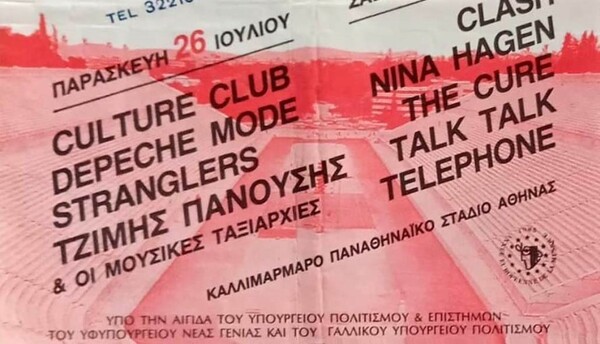 TEL 32210
ΠΑΡΑΣΚΕΥΗ 26 ΙΟΥΛΙΟΥ
CULTURE CLUB
DEPECHE MODE
STRANGLERS
ΤΖΙΜΗΣ ΠΑΝΟΥΣΗΣ
& ΟΙ ΜΟΥΣΙΚΕΣ ΤΑΞΙΑΡΧΙΕΣ
CLASH
NINA HAGEN
THE CURE
TALK TALK
TELEPHONE
ΚΑΛΛΙΜΑΡΜΑΡΟ ΠΑΝΑΘΗΝΑΪΚΟ ΣΤΑΔΙΟ ΑΘΗΝΑΣ
ΥΠΟ ΤΗΝ ΑΙΓΙΔΑ ΤΟΥ ΥΠΟΥΡΓΕΙΟΥ ΠΟΛΙΤΙΣΜΟΥ & ΕΠΙΣΤΗΜΩΝ
ΤΟΥ ΥΦΥΠΟΥΡΓΕΙΟΥ ΝΕΑΣ ΓΕΝΙΑΣ ΚΑΙ ΤΟΥ ΓΑΛΛΙΚΟΥ ΥΠΟΥΡΓΕΙΟΥ ΠΟΛΙΤΙΣΜΟΥ